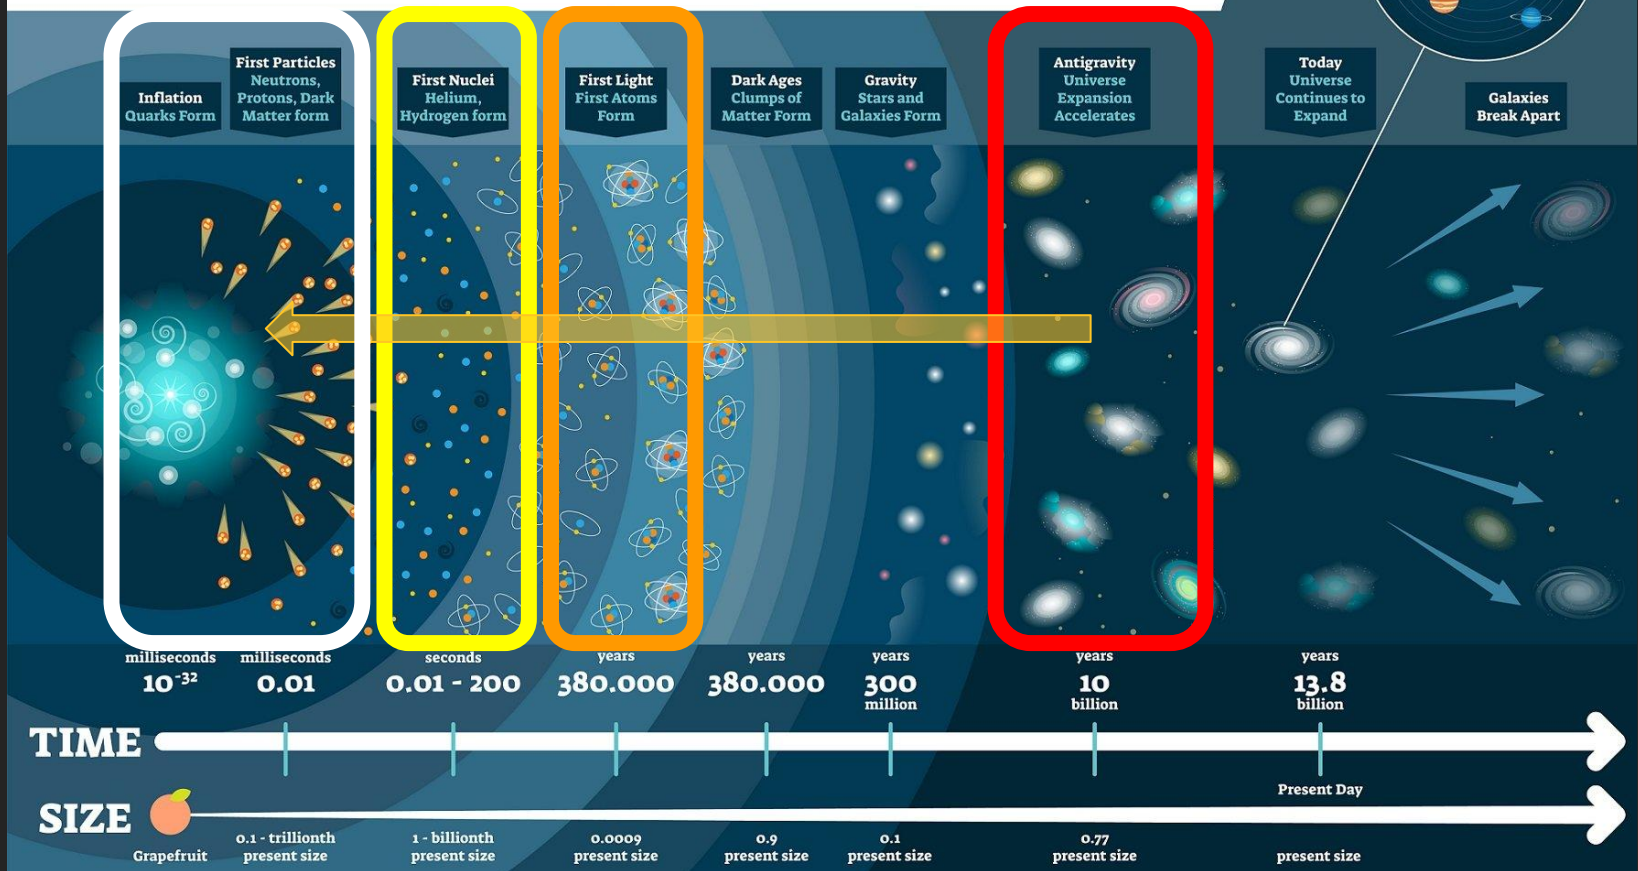 Inflation
Quarks Form
First Particles
Neutrons,
Protons, Dark
Matter form
First Nuclei
Helium,
Hydrogen form
First Light
First Atoms
Form
Dark Ages
Clumps of
Matter Form
Gravity
Stars and
Galaxies Form
Antigravity
Universe
Expansion
Accelerates
Today
Universe
Continues to
Expand
Galaxies
Break Apart
milliseconds
10⁻³²
milliseconds
0.01
seconds
0.01 - 200
years
380.000
years
380.000
years
300
million
years
10
billion
years
13.8
billion
TIME
Present Day
SIZE
Grapefruit
0.1 - trillionth
present size
1 - billionth
present size
0.0009
present size
0.9
present size
0.1
present size
0.77
present size
present size